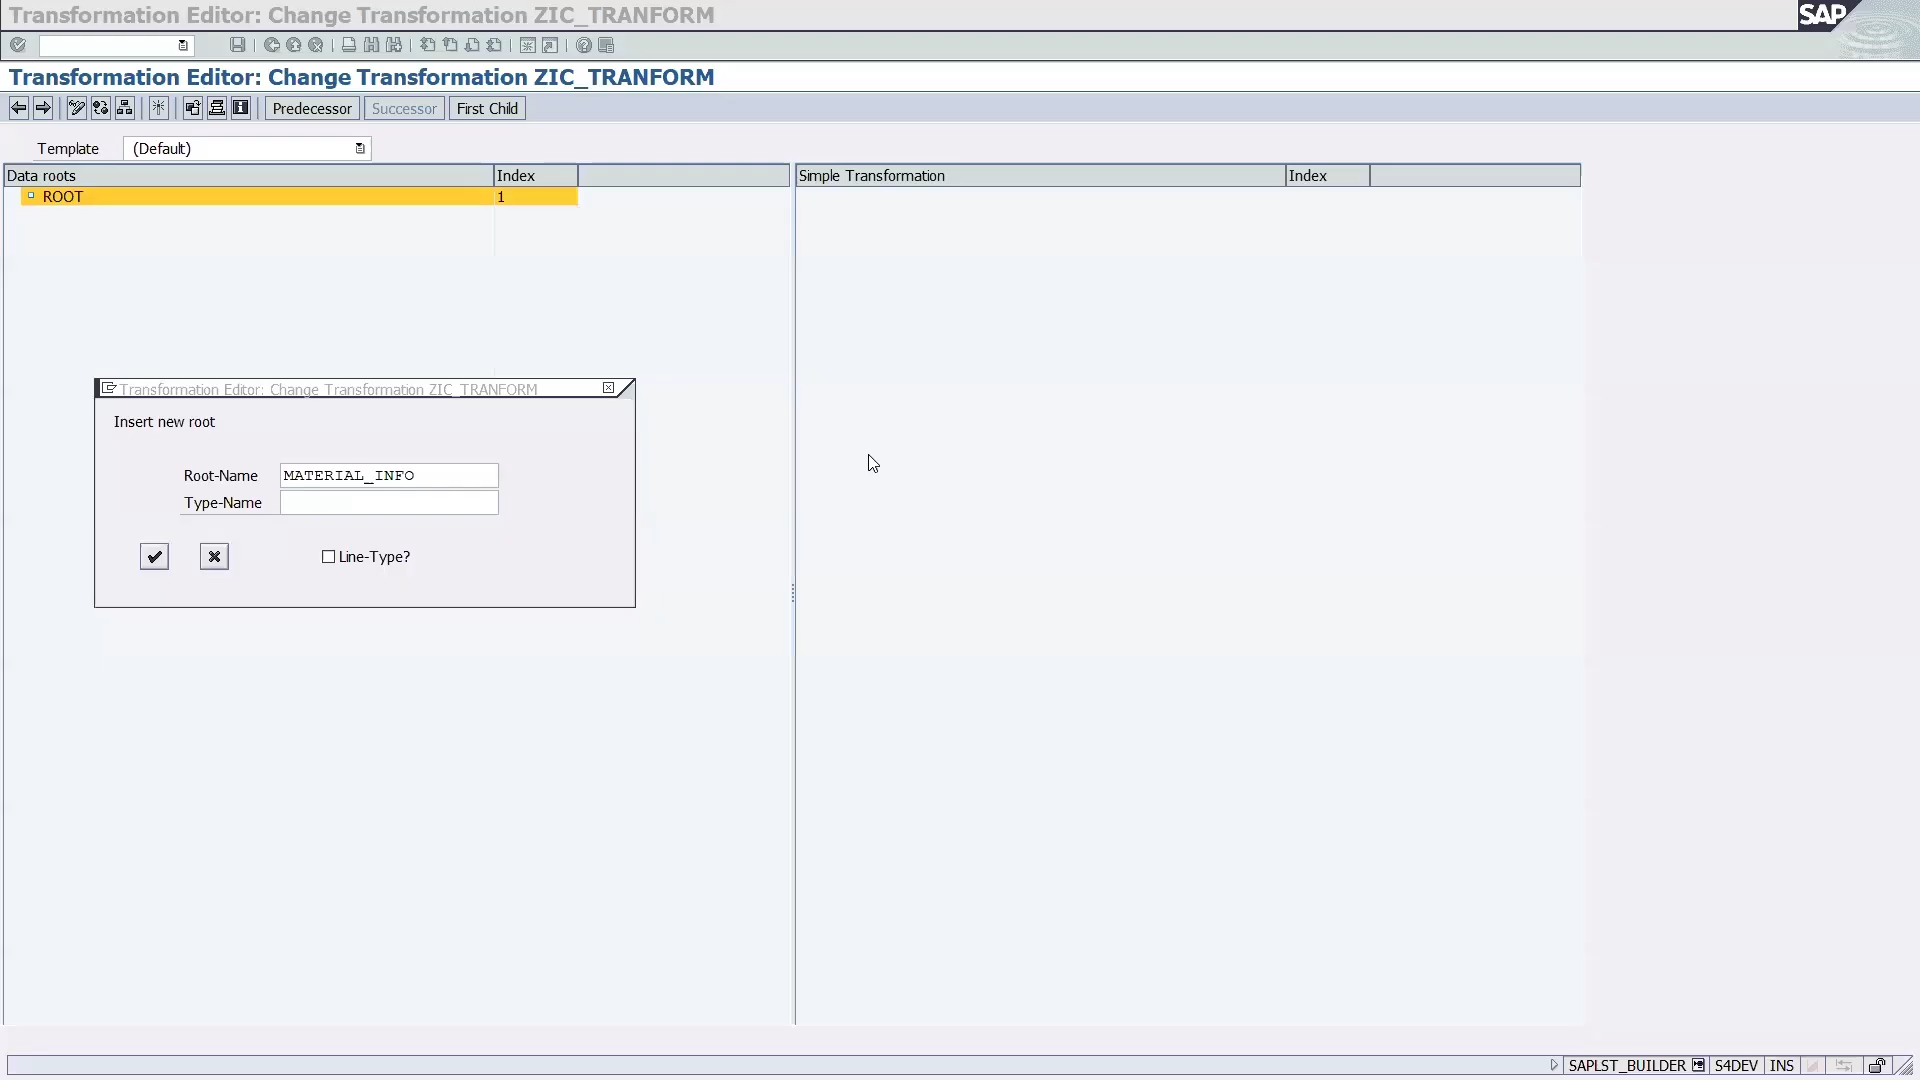 Transformation Editor: Change Transformation ZIC_TRANFORM
SAP
Transformation Editor: Change Transformation ZIC_TRANFORM
Predecessor Successor First Child
Template (Default)
Data roots Index Simple Transformation Index
ROOT 1
Transformation Editor: Change Transformation ZIC_TRANFORM
Insert new root
Root-Name MATERIAL_INFO
Type-Name
Line-Type?
SAPLST_BUILDER S4DEV INS